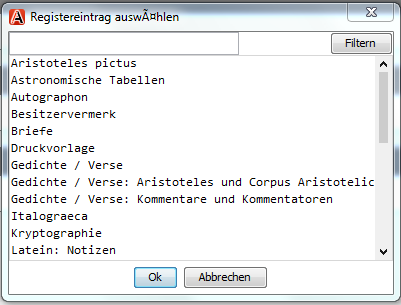 Registereintrag auswÃ¤hlen
Filtern
Aristoteles pictus
Astronomische Tabellen
Autographon
Besitzervermerk
Briefe
Druckvorlage
Gedichte / Verse
Gedichte / Verse: Aristoteles und Corpus Aristotelic
Gedichte / Verse: Kommentare und Kommentatoren
Italograeca
Kryptographie
Latein: Notizen
Ok
Abbrechen